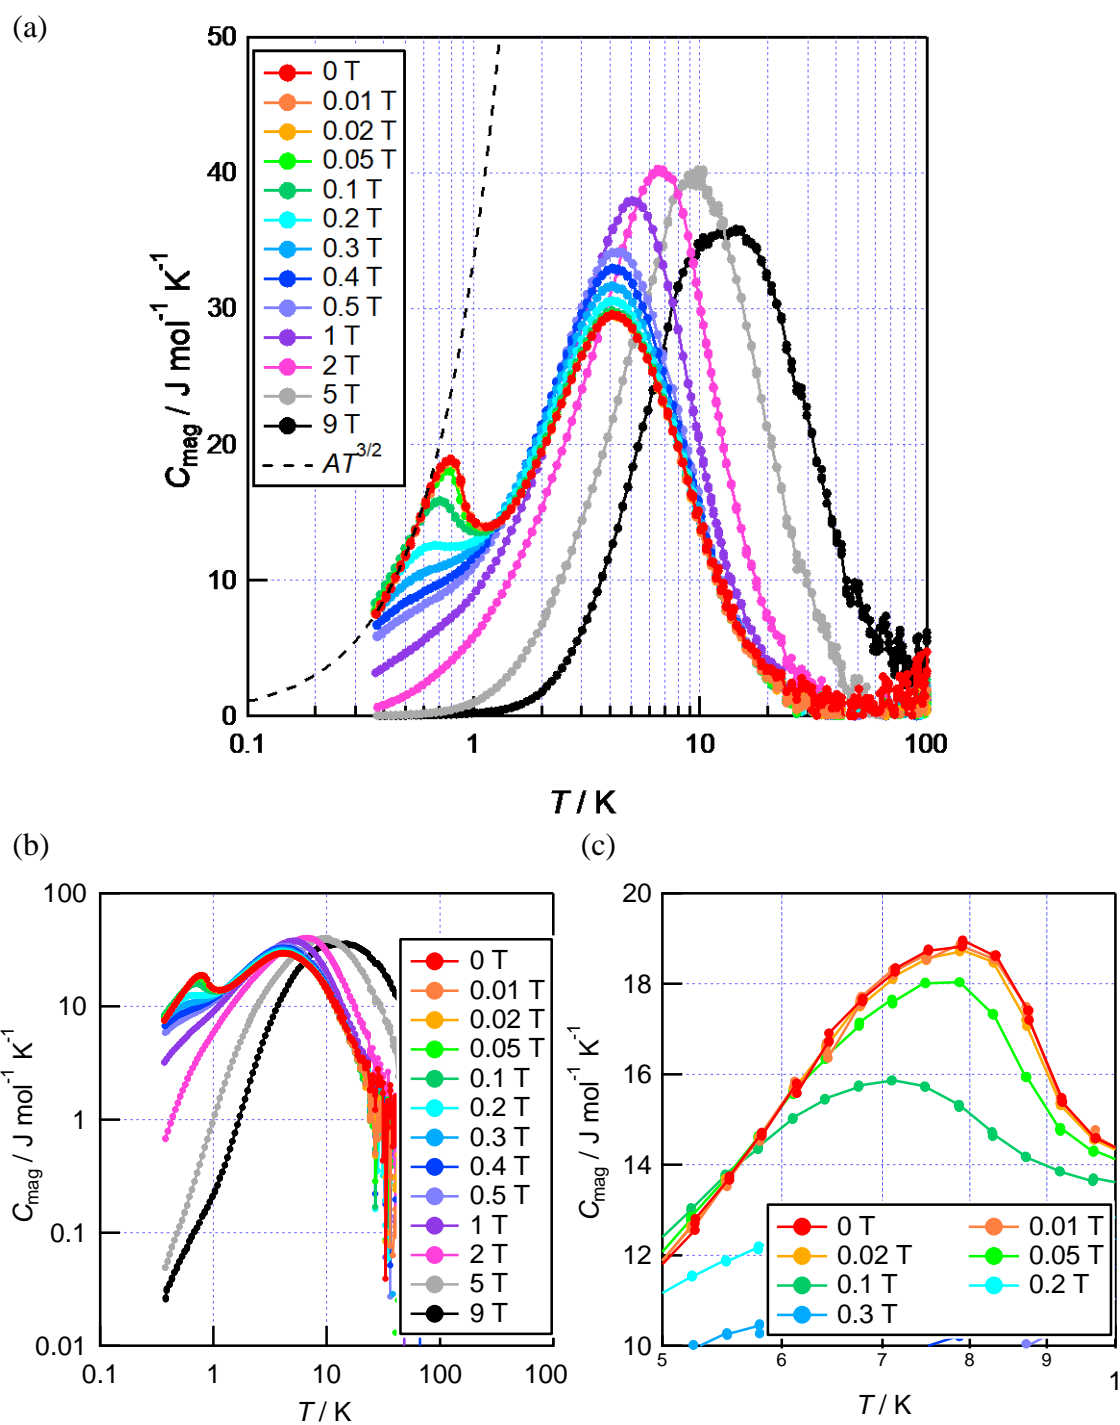 (a)
50
40
30
20
10
0
C_mag / J mol^-1 K^-1
0 T
0.01 T
0.02 T
0.05 T
0.1 T
0.2 T
0.3 T
0.4 T
0.5 T
1 T
2 T
5 T
9 T
AT^3/2
0.1 1 10 100
T / K
(b)
100
10
1
0.1
0.01
C_mag / J mol^-1 K^-1
0 T
0.01 T
0.02 T
0.05 T
0.1 T
0.2 T
0.3 T
0.4 T
0.5 T
1 T
2 T
5 T
9 T
0.1 1 10 100 100
T / K
(c)
20
18
16
14
12
10
C_mag / J mol^-1 K^-1
0 T 0.01 T
0.02 T 0.05 T
0.1 T 0.2 T
0.3 T
5 6 7 8 9 1
T / K